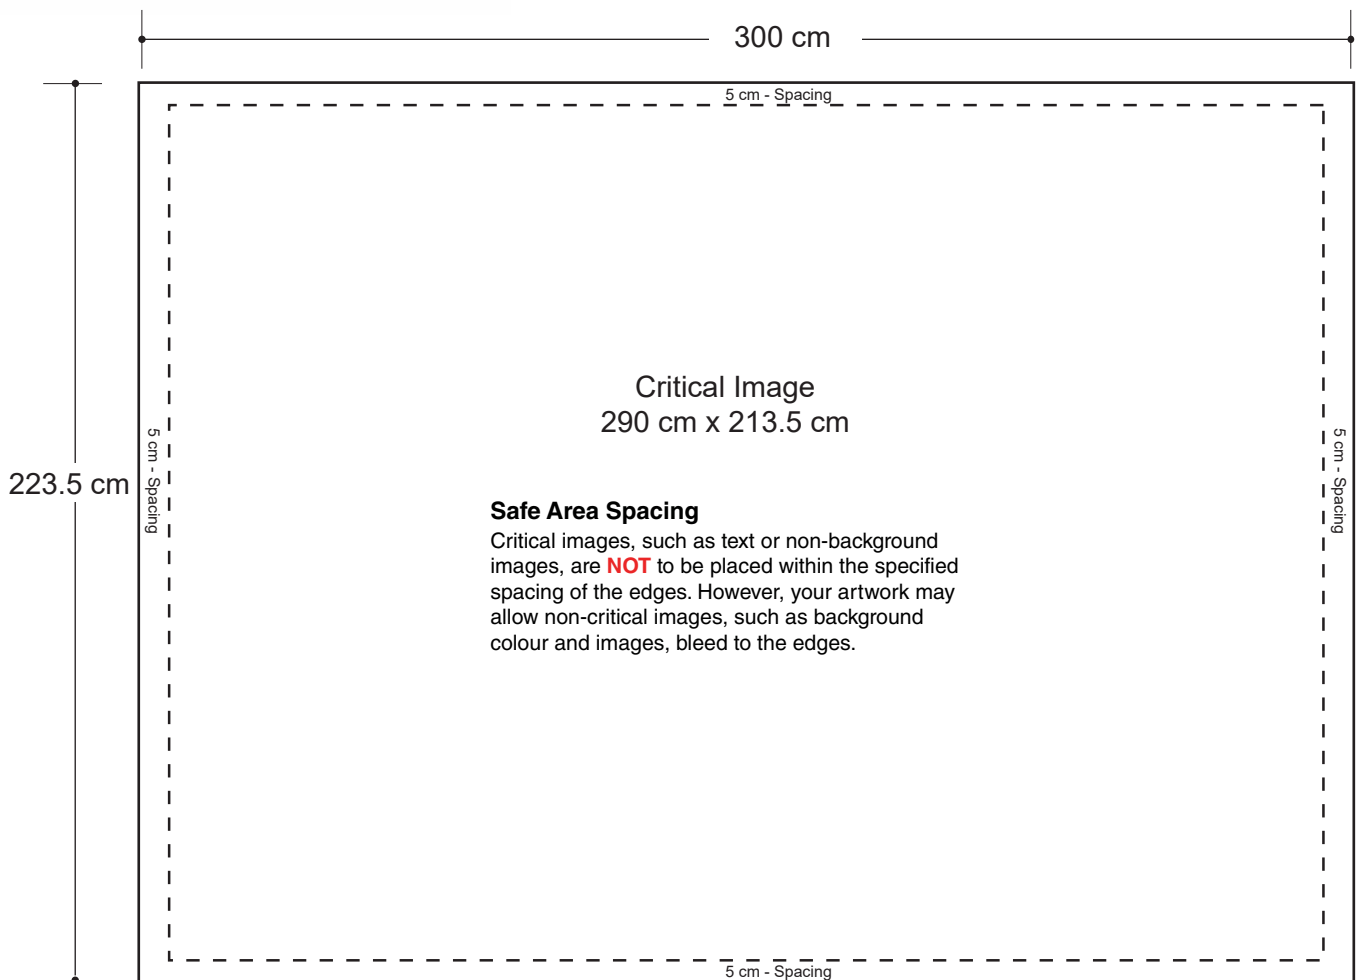 300 cm
5 cm - Spacing
Critical Image
290 cm x 213.5 cm
5 cm - Spacing
5 cm - Spacing
223.5 cm
Safe Area Spacing
Critical images, such as text or non-background
images, are NOT to be placed within the specified
spacing of the edges. However, your artwork may
allow non-critical images, such as background
colour and images, bleed to the edges.
5 cm - Spacing